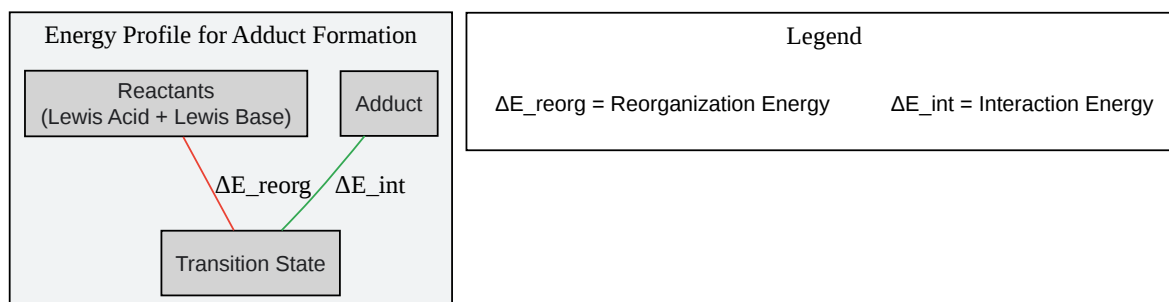 Energy Profile for Adduct Formation
Reactants
(Lewis Acid + Lewis Base)
Adduct
ΔE_reorg
ΔE_int
Transition State
Legend
ΔE_reorg = Reorganization Energy
ΔE_int = Interaction Energy